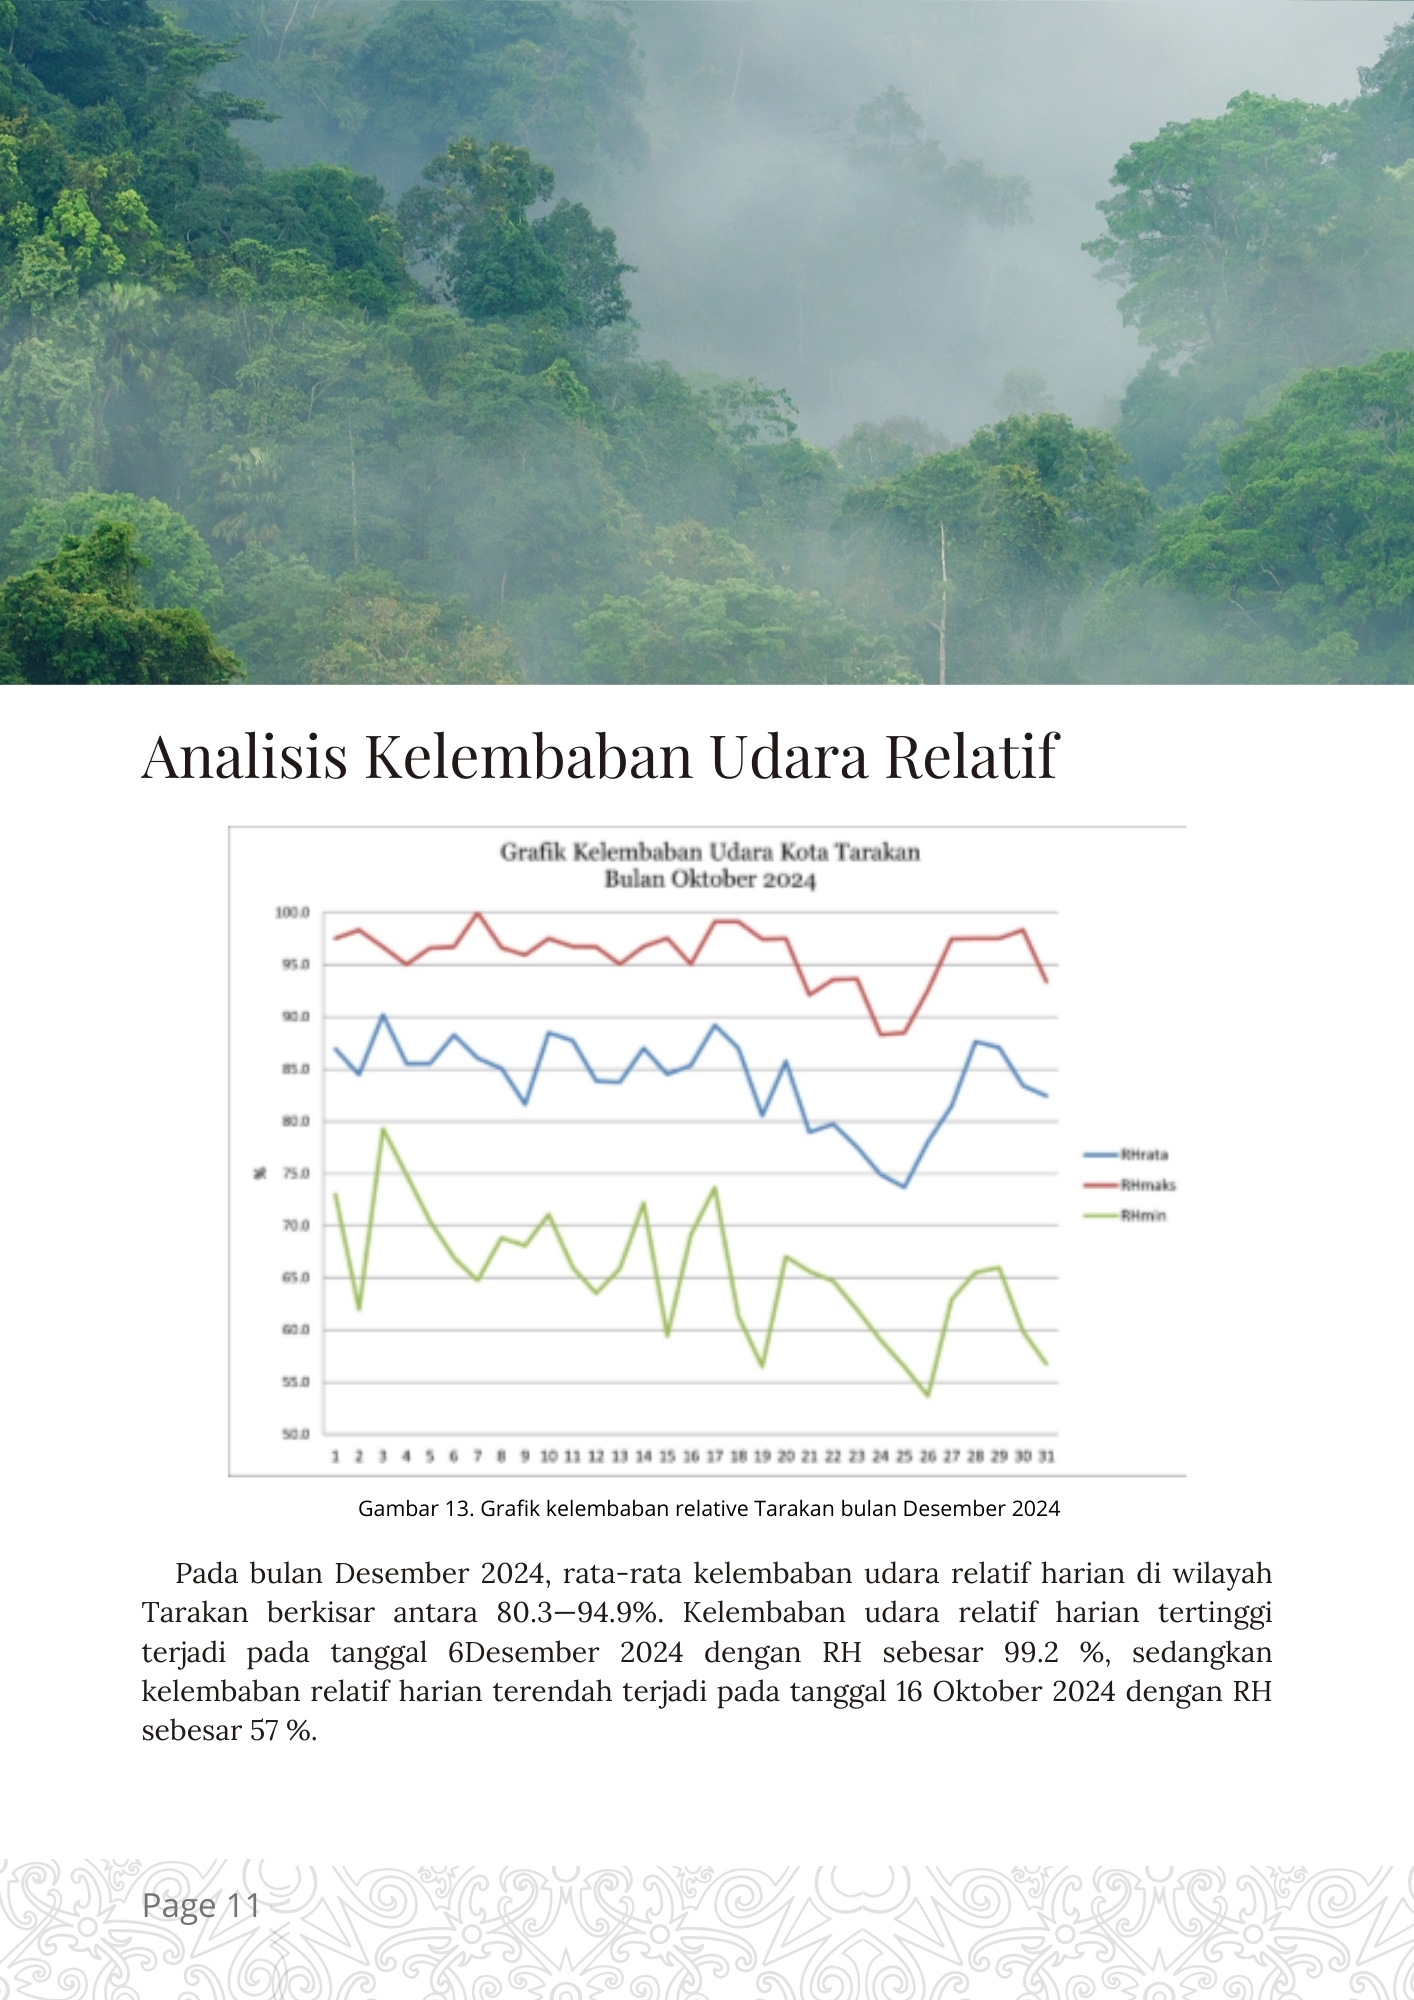 Analisis Kelembaban Udara Relatif
Grafik Kelembaban Udara Kota Tarakan
Bulan Oktober 2024
100.0
95.0
90.0
85.0
80.0
75.0
70.0
65.0
60.0
55.0
50.0
%
1 2 3 4 5 6 7 8 9 10 11 12 13 14 15 16 17 18 19 20 21 22 23 24 25 26 27 28 29 30 31
RHrata
RHmaks
RHmin
Gambar 13. Grafik kelembaban relative Tarakan bulan Desember 2024
Pada bulan Desember 2024, rata-rata kelembaban udara relatif harian di wilayah
Tarakan berkisar antara 80.3—94.9%. Kelembaban udara relatif harian tertinggi
terjadi pada tanggal 6Desember 2024 dengan RH sebesar 99.2 %, sedangkan
kelembaban relatif harian terendah terjadi pada tanggal 16 Oktober 2024 dengan RH
sebesar 57 %.
Page 11